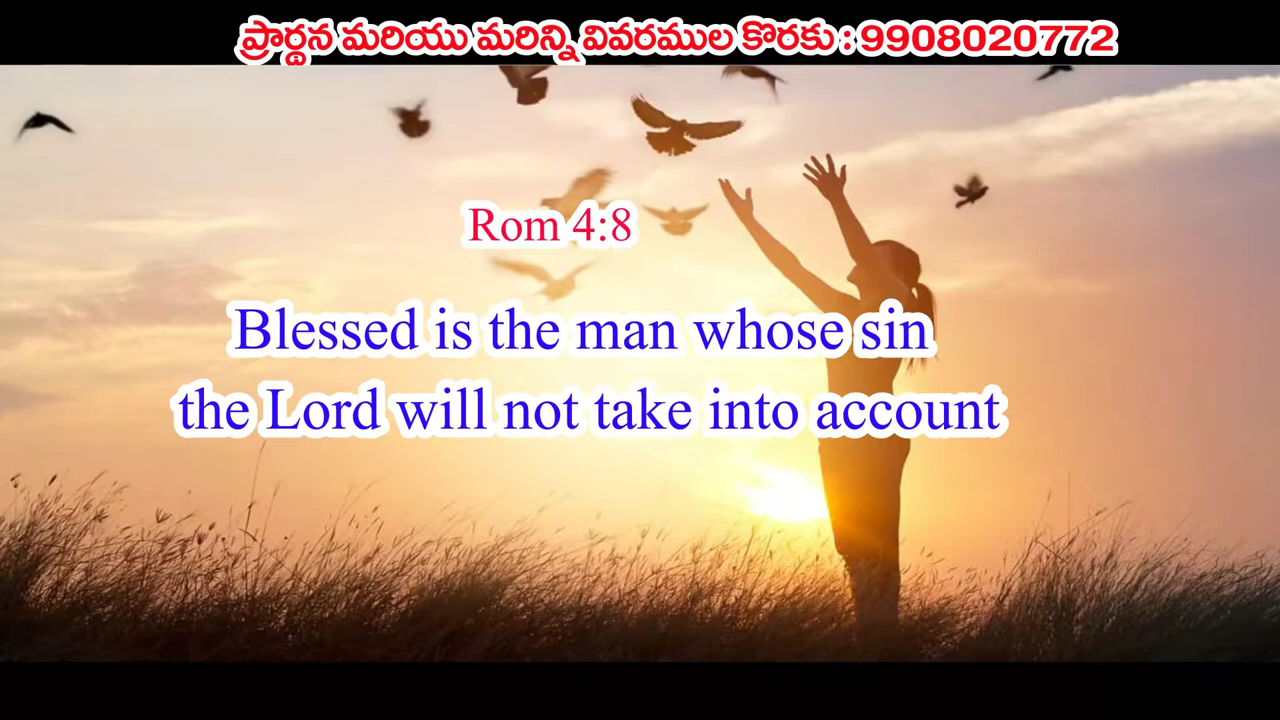 ప్రార్థన మరియు మరిన్ని వివరముల కొరకు : 9908020772
Rom 4:8
Blessed is the man whose sin
the Lord will not take into account